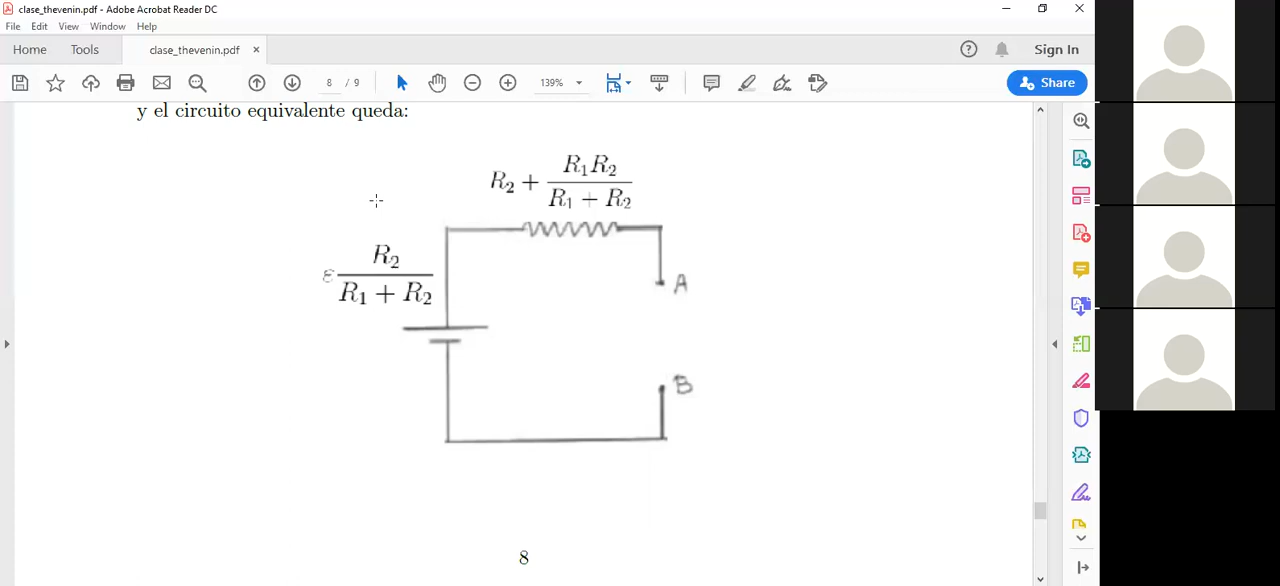 clase_thevenin.pdf - Adobe Acrobat Reader DC
File Edit View Window Help
Home Tools clase_thevenin.pdf × Sign In
8 / 9 139% Share
y el circuito equivalente queda:
R₂ + R₁R₂ / R₁ + R₂
ε R₂ / R₁ + R₂
A
B
8